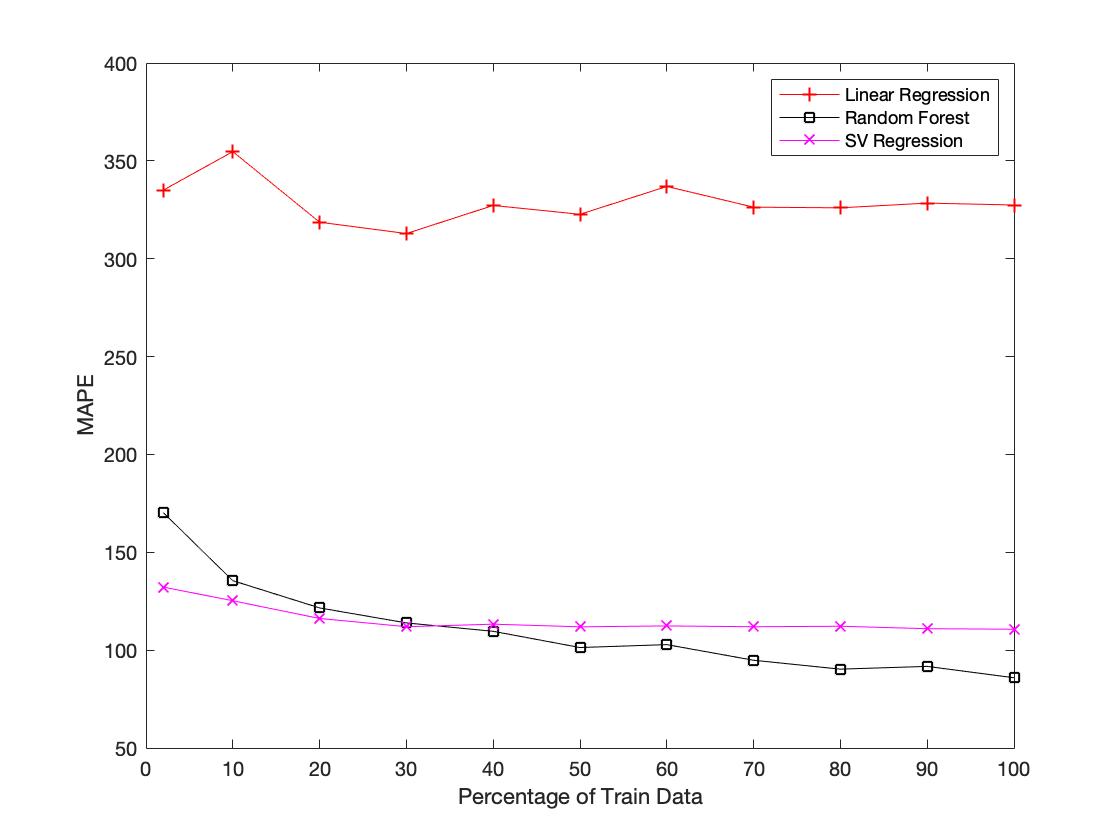 400
350
300
250
200
150
100
50
MAPE
Linear Regression
Random Forest
SV Regression
0 10 20 30 40 50 60 70 80 90 100
Percentage of Train Data